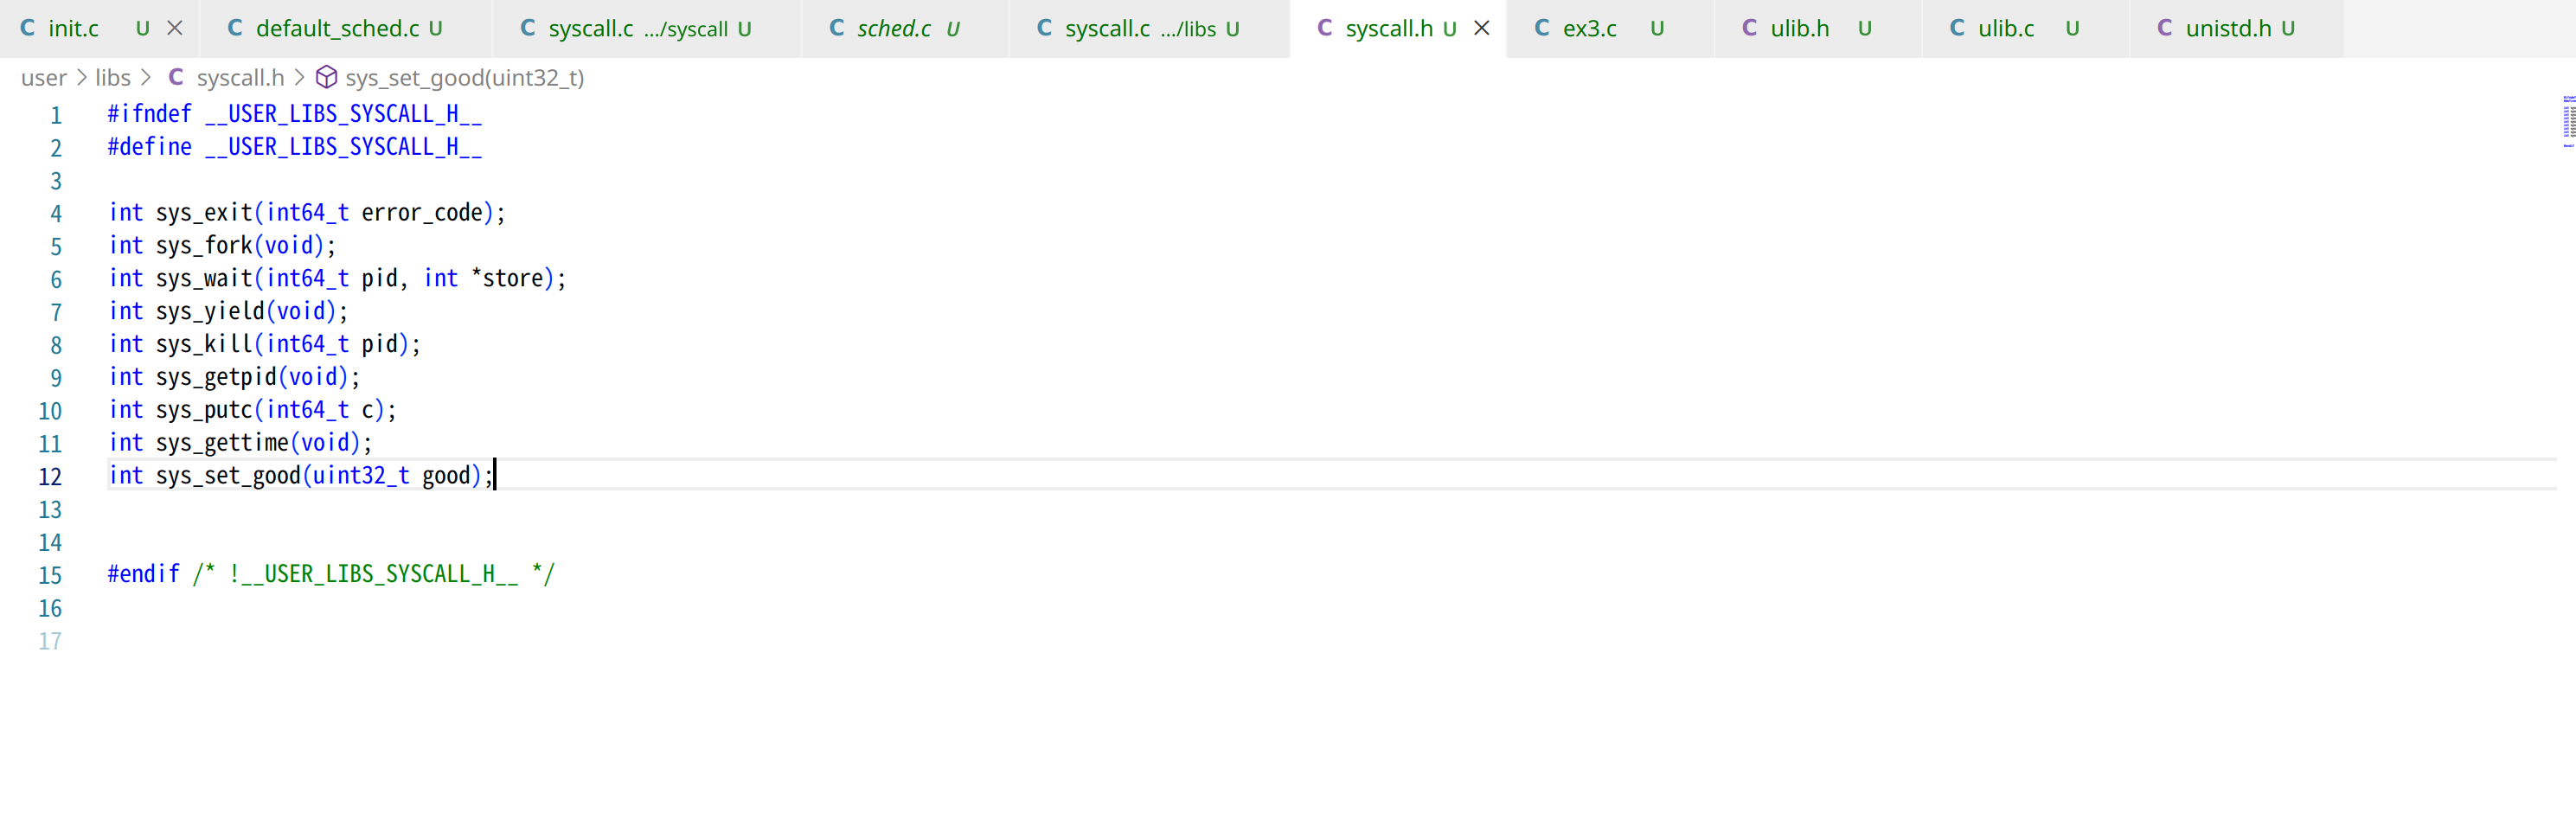 C init.c U × C default_sched.c U C syscall.c .../syscall U C sched.c U C syscall.c .../libs U C syscall.h U × C ex3.c U C ulib.h U C ulib.c U C unistd.h U
user > libs > C syscall.h > sys_set_good(uint32_t)
1 #ifndef __USER_LIBS_SYSCALL_H__
2 #define __USER_LIBS_SYSCALL_H__
3
4 int sys_exit(int64_t error_code);
5 int sys_fork(void);
6 int sys_wait(int64_t pid, int *store);
7 int sys_yield(void);
8 int sys_kill(int64_t pid);
9 int sys_getpid(void);
10 int sys_putc(int64_t c);
11 int sys_gettime(void);
12 int sys_set_good(uint32_t good);
13
14
15 #endif /* !__USER_LIBS_SYSCALL_H__ */
16
17